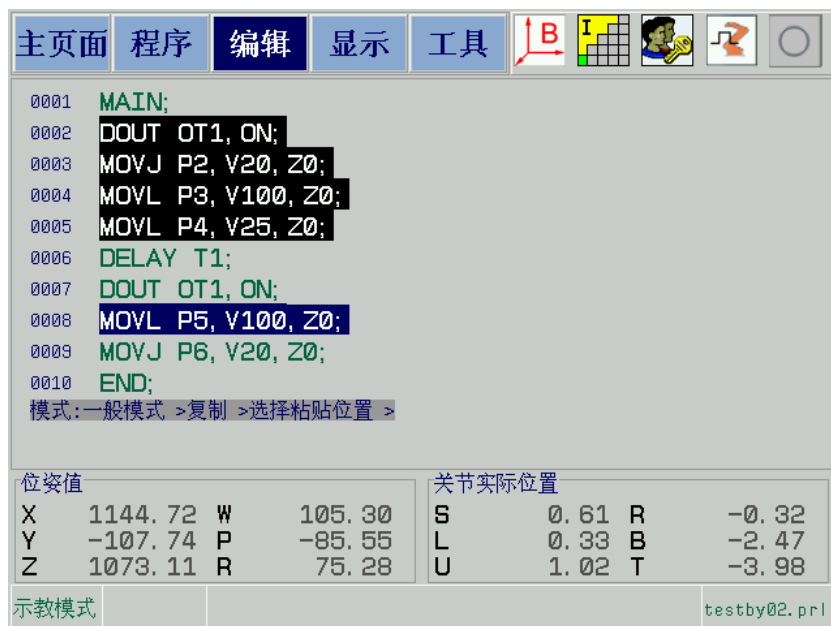 主页面 程序 编辑 显示 工具 B I
0001 MAIN;
0002 DOUT OT1, ON;
0003 MOVJ P2, V20, Z0;
0004 MOVL P3, V100, Z0;
0005 MOVL P4, V25, Z0;
0006 DELAY T1;
0007 DOUT OT1, ON;
0008 MOVL P5, V100, Z0;
0009 MOVJ P6, V20, Z0;
0010 END;
模式:一般模式 >复制 >选择粘贴位置 >
位姿值 关节实际位置
X 1144.72 W 105.30 S 0.61 R -0.32
Y -107.74 P -85.55 L 0.33 B -2.47
Z 1073.11 R 75.28 U 1.02 T -3.98
示教模式 testby02.prl